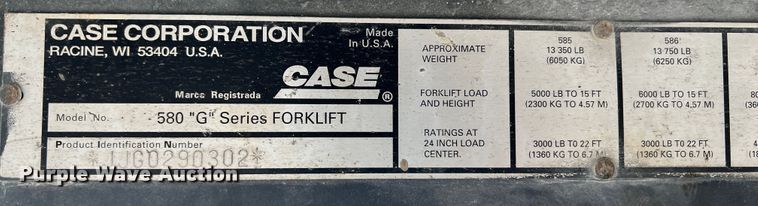 CASE CORPORATION
RACINE, WI 53404 U.S.A.
Made
In U.S.A.
Marca Registrada
CASE
®
Model No. 580 "G" Series FORKLIFT
Product Identification Number
*JJG0290302*
APPROXIMATE
WEIGHT
FORKLIFT LOAD
AND HEIGHT
RATINGS AT
24 INCH LOAD
CENTER.
585
13 350 LB
(6050 KG)
5000 LB TO 15 FT
(2300 KG TO 4.57 M)
3000 LB TO 22 FT
(1360 KG TO 6.7 M)
586
13 750 LB
(6250 KG)
6000 LB TO 15 FT
(2700 KG TO 4.57 M)
3000 LB TO 22 FT
(1360 KG TO 6.7 M)
Purple Wave Auction